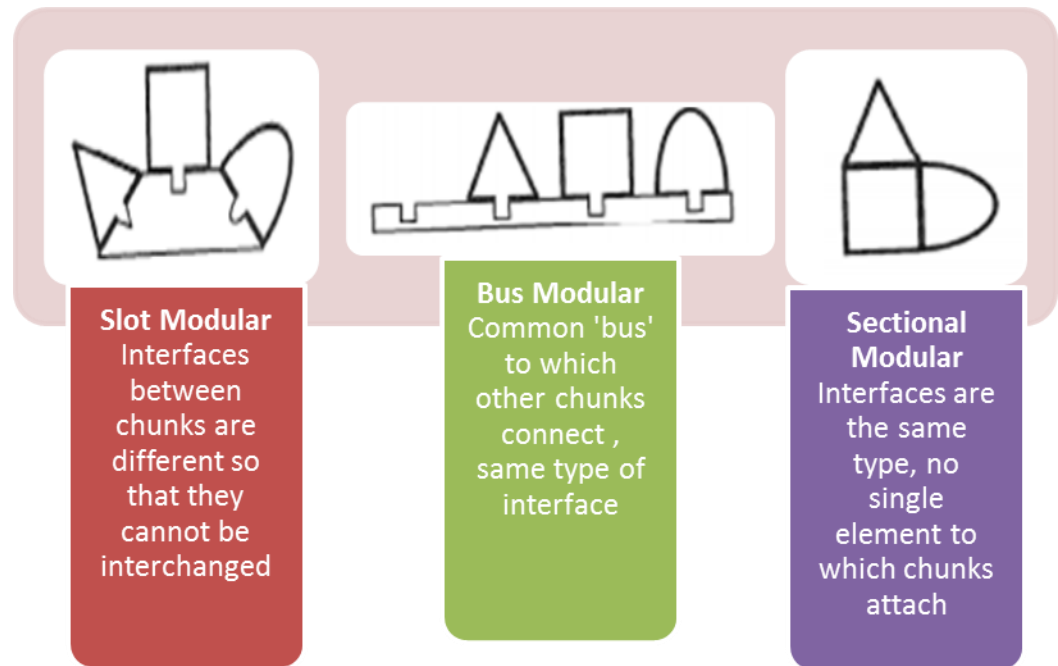 Slot Modular
Interfaces
between
chunks are
different so
that they
cannot be
interchanged
Bus Modular
Common 'bus'
to which
other chunks
connect ,
same type of
interface
Sectional
Modular
Interfaces are
the same
type, no
single
element to
which chunks
attach